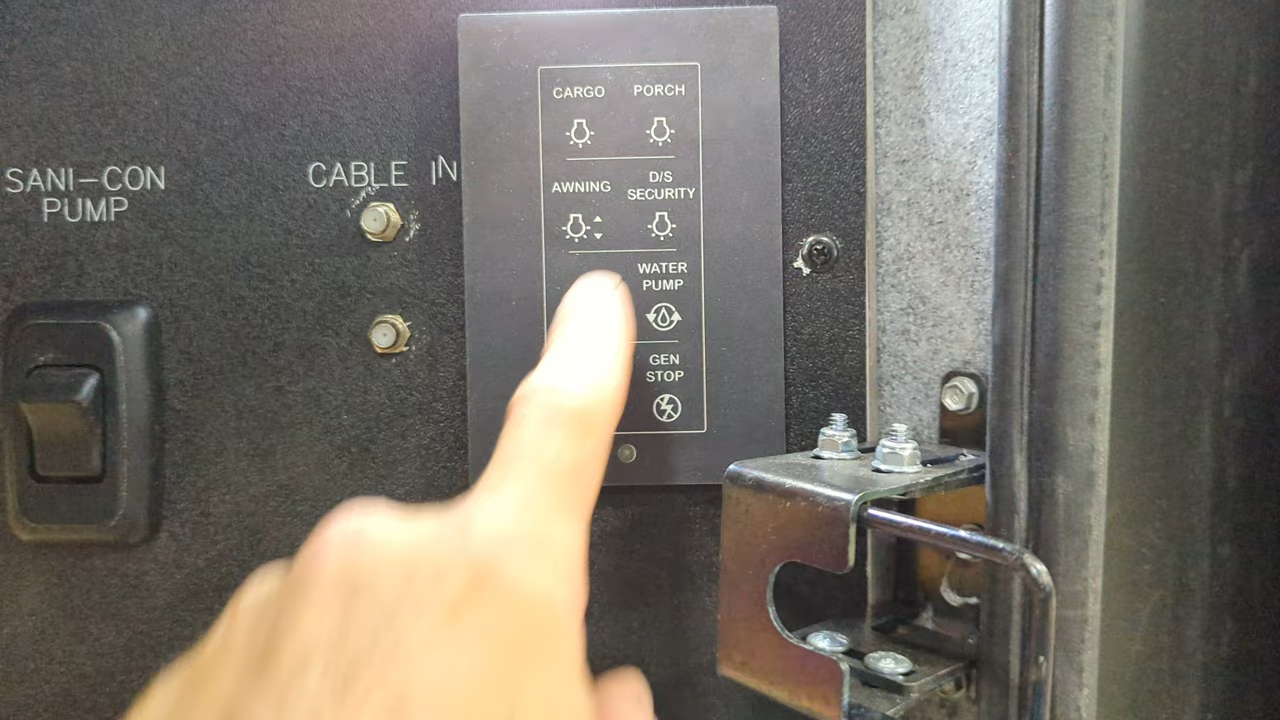 SANI-CON
PUMP
CABLE IN
CARGO
PORCH
AWNING
D/S
SECURITY
WATER
PUMP
GEN
STOP